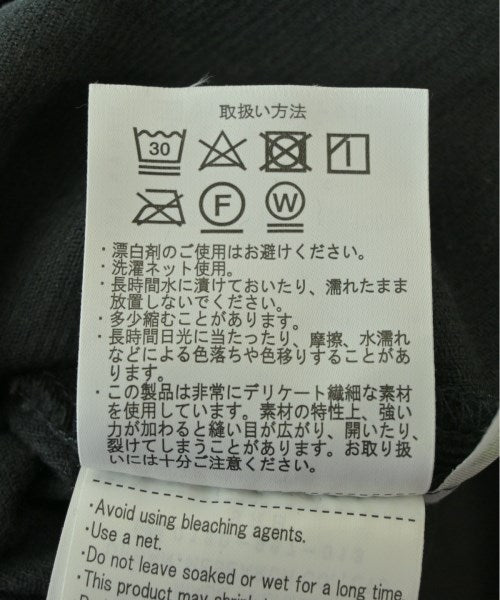 取扱い方法
30
F W
・漂白剤のご使用はお避けください。
・洗濯ネット使用。
・長時間水に漬けておいたり、濡れたまま
放置しないでください。
・多少縮むことがあります。
・長時間日光に当たったり、摩擦、水濡れ
などによる色落ちや色移りすることがあ
ります。
・この製品は非常にデリケート繊細な素材
を使用しています。素材の特性上、強い
力が加わると縫い目が広がり、開いたり、
裂けてしまうことがあります。お取り扱
いには十分ご注意ください。
・Avoid using bleaching agents.
・Use a net.
・Do not leave soaked or wet for a long time.
・This product may